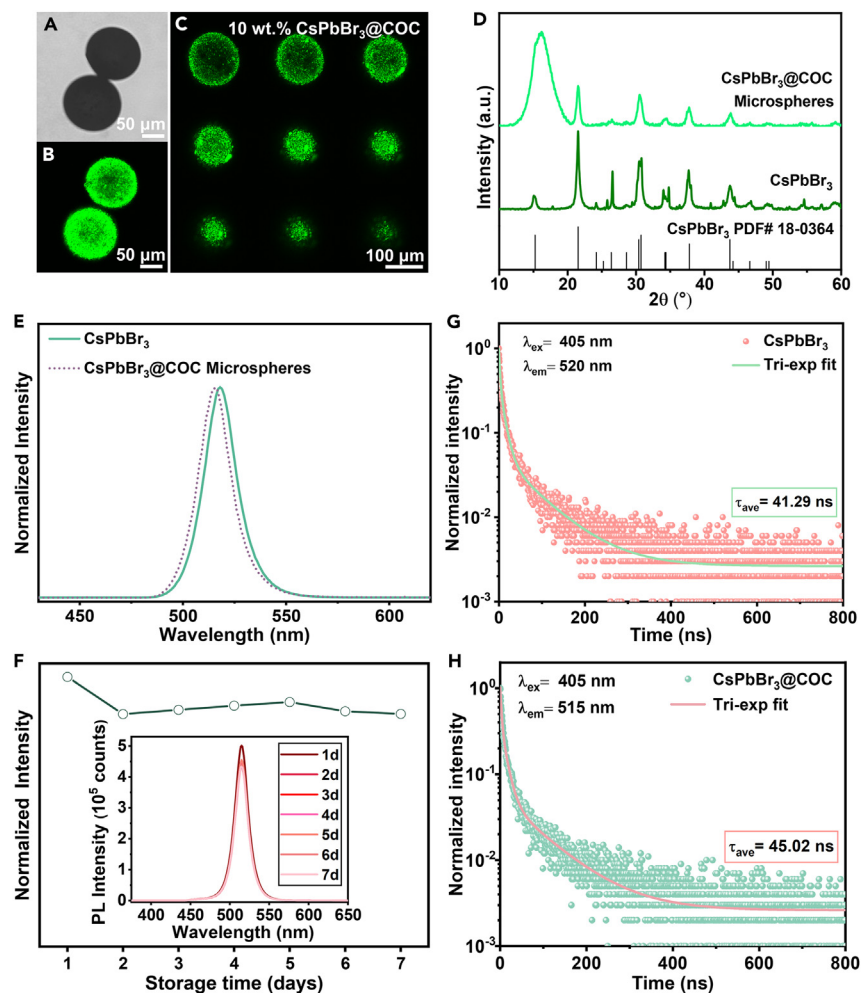 A
50 μm
B
50 μm
C
10 wt.% CsPbBr₃@COC
100 μm
D
Intensity (a.u.)
CsPbBr₃@COC
Microspheres
CsPbBr₃
CsPbBr₃ PDF# 18-0364
10 20 30 40 50 60
2θ (°)
E
Normalized Intensity
CsPbBr₃
CsPbBr₃@COC Microspheres
450 500 550 600
Wavelength (nm)
G
Normalized intensity
10⁰
10⁻¹
10⁻²
10⁻³
λex= 405 nm
λem= 520 nm
CsPbBr₃
Tri-exp fit
τave= 41.29 ns
0 200 400 600 800
Time (ns)
F
Normalized Intensity
PL Intensity (10⁵ counts)
5
4
3
2
1
0
1d
2d
3d
4d
5d
6d
7d
400 450 500 550 600 650
Wavelength (nm)
1 2 3 4 5 6 7
Storage time (days)
H
Normalized intensity
10⁰
10⁻¹
10⁻²
10⁻³
λex= 405 nm
λem= 515 nm
CsPbBr₃@COC
Tri-exp fit
τave= 45.02 ns
0 200 400 600 800
Time (ns)